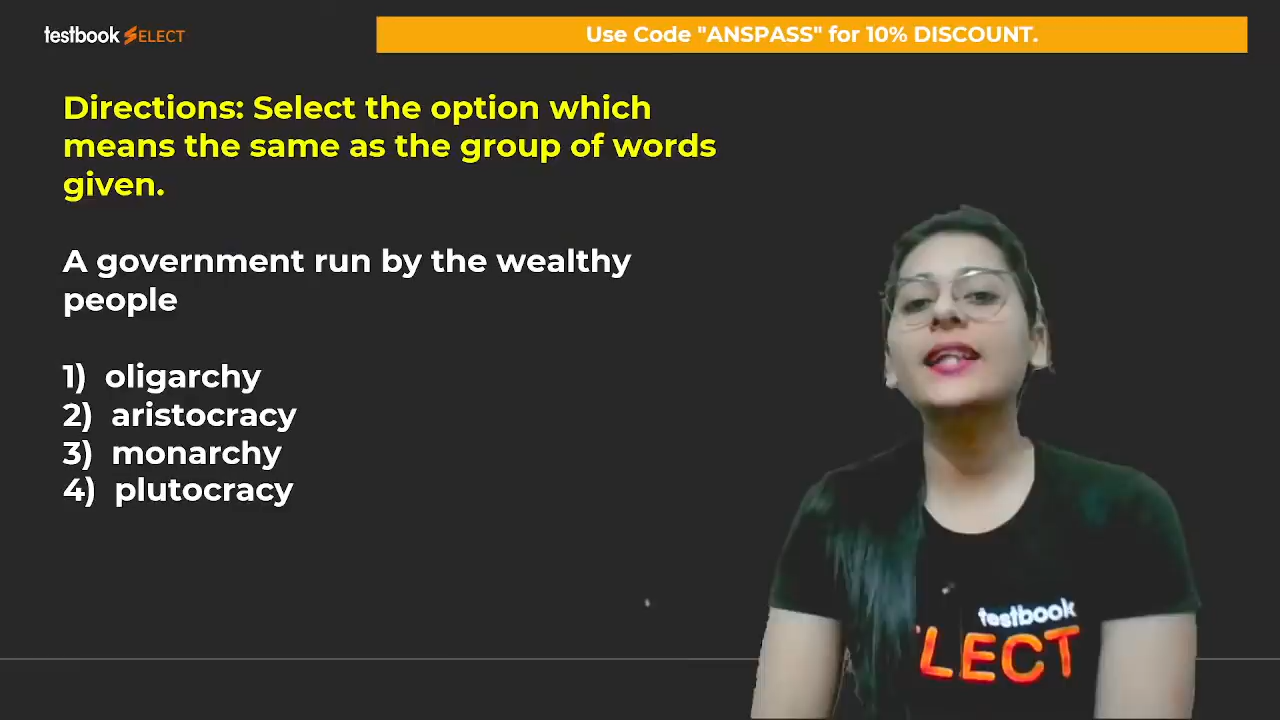 testbook SELECT
Use Code "ANSPASS" for 10% DISCOUNT.
Directions: Select the option which
means the same as the group of words
given.
A government run by the wealthy
people
1) oligarchy
2) aristocracy
3) monarchy
4) plutocracy
testbook
LECT